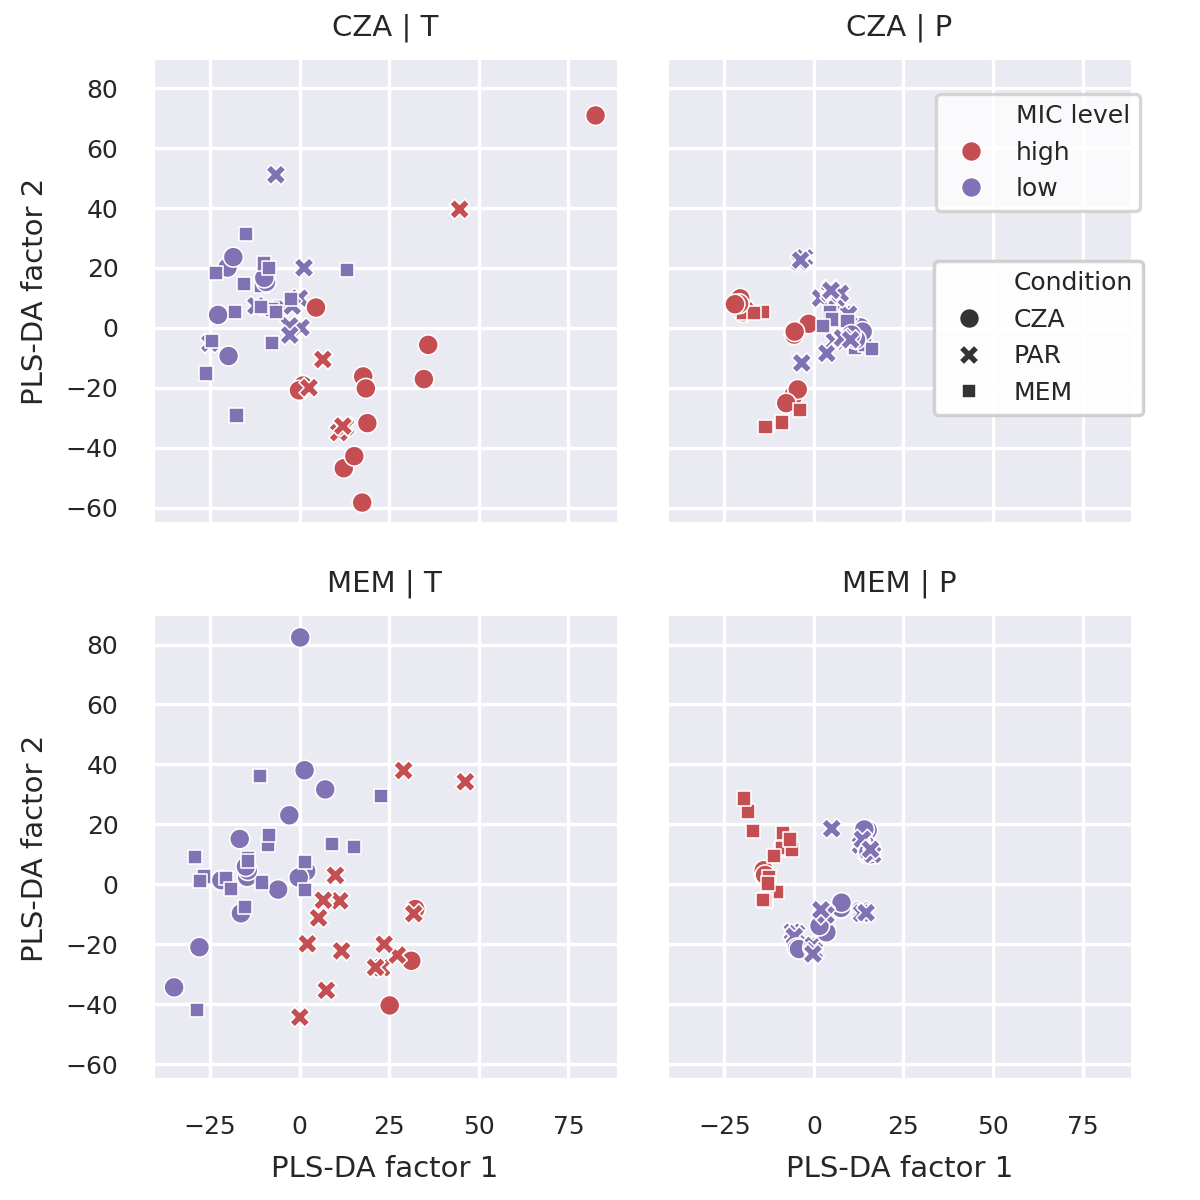 CZA | T
CZA | P
80
60
40
20
0
−20
−40
−60
PLS-DA factor 2
MIC level
high
low
Condition
CZA
PAR
MEM
MEM | T
MEM | P
80
60
40
20
0
−20
−40
−60
PLS-DA factor 2
−25 0 25 50 75
−25 0 25 50 75
PLS-DA factor 1
PLS-DA factor 1